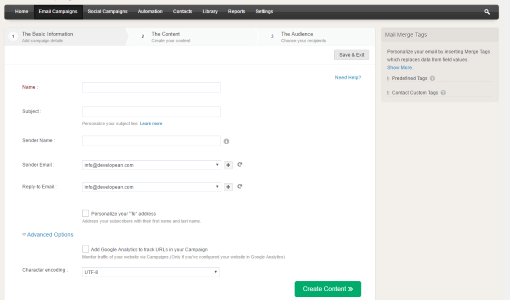 Home Email Campaigns Social Campaigns Automation Contacts Library Reports Settings
1 The Basic Information
Add campaign details
2 The Content
Create your content
3 The Audience
Choose your recipients
Save & Exit
Need Help?
Name :
Subject :
Personalize your subject line. Learn more
Sender Name :
Sender Email : info@developean.com
Reply-to Email : info@developean.com
Personalize your "To" address
Address your subscribers with their first name and last name.
Advanced Options
Add Google Analytics to track URLs in your Campaign
Monitor traffic of your website via Campaigns (Only if you've configured your website in Google Analytics)
Character encoding : UTF-8
Create Content »
Mail Merge Tags
Personalize your email by inserting Merge Tags
which replaces data from field values.
Show More
Predefined Tags
Contact Custom Tags